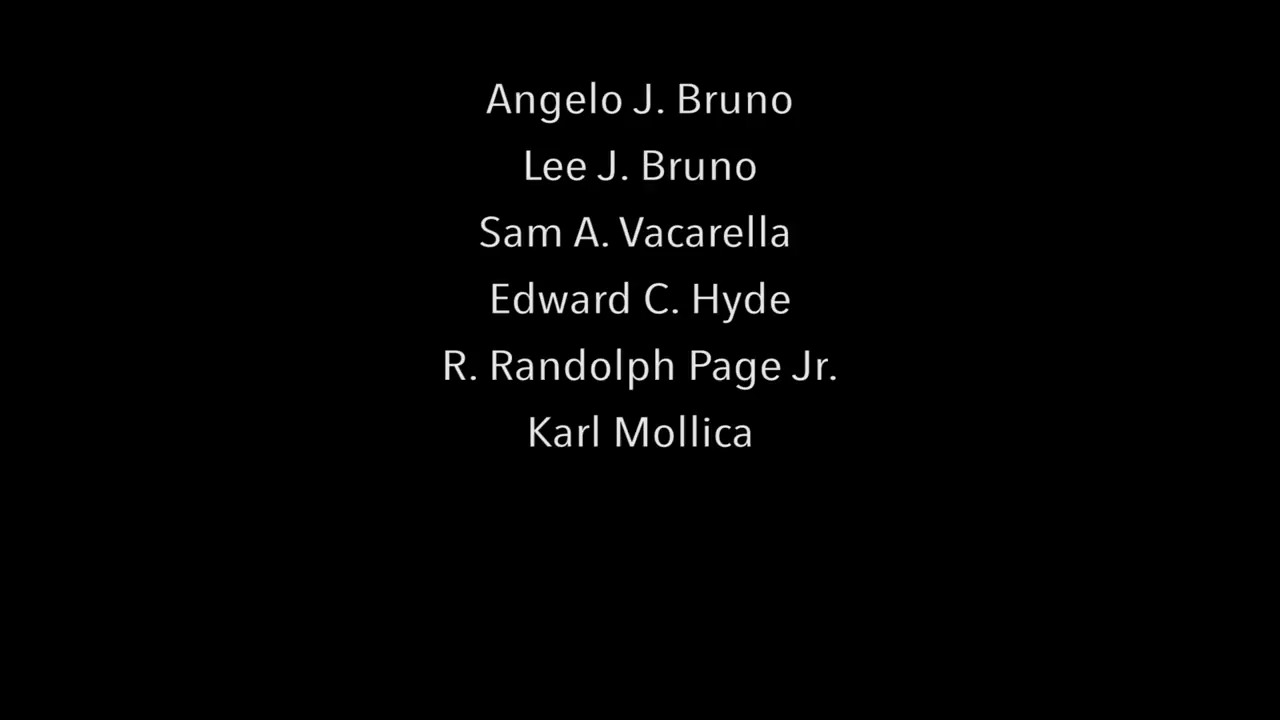 Angelo J. Bruno
Lee J. Bruno
Sam A. Vacarella
Edward C. Hyde
R. Randolph Page Jr.
Karl Mollica